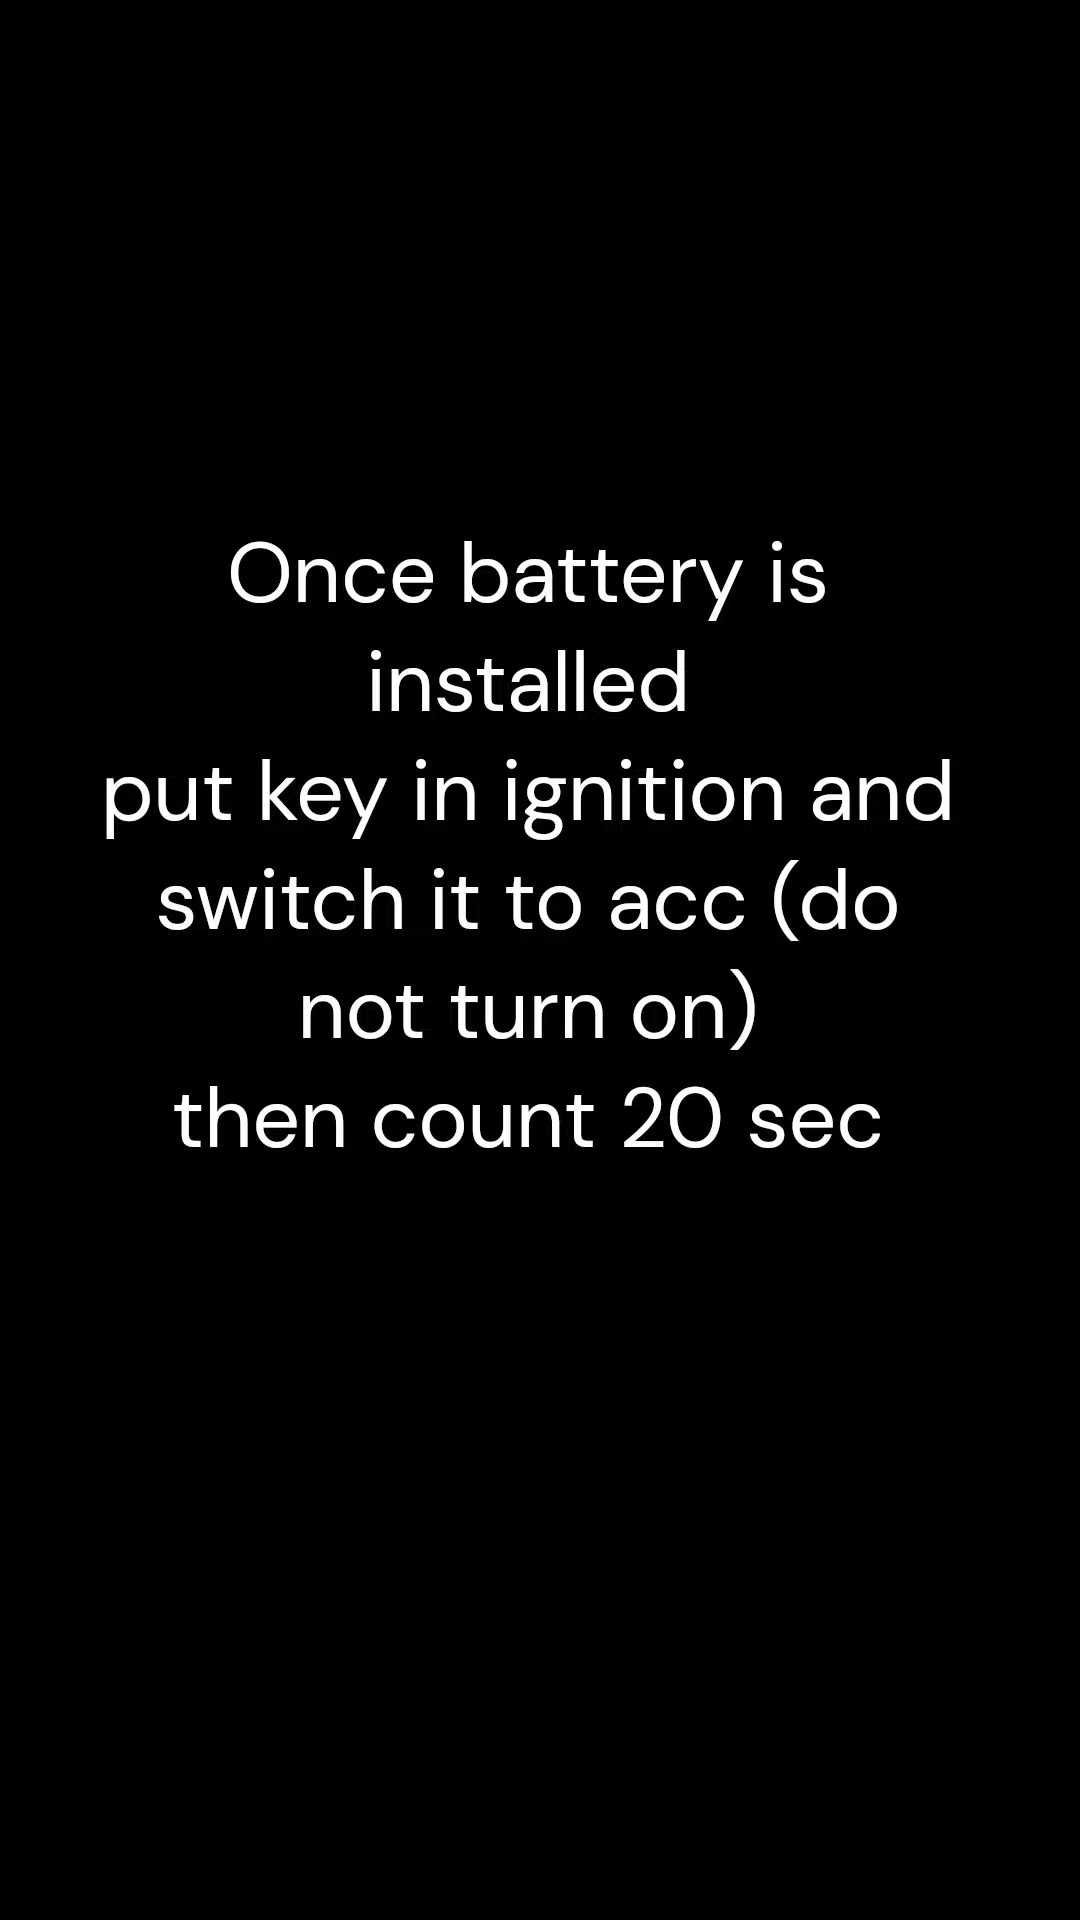 Once battery is
installed
put key in ignition and
switch it to acc (do
not turn on)
then count 20 sec